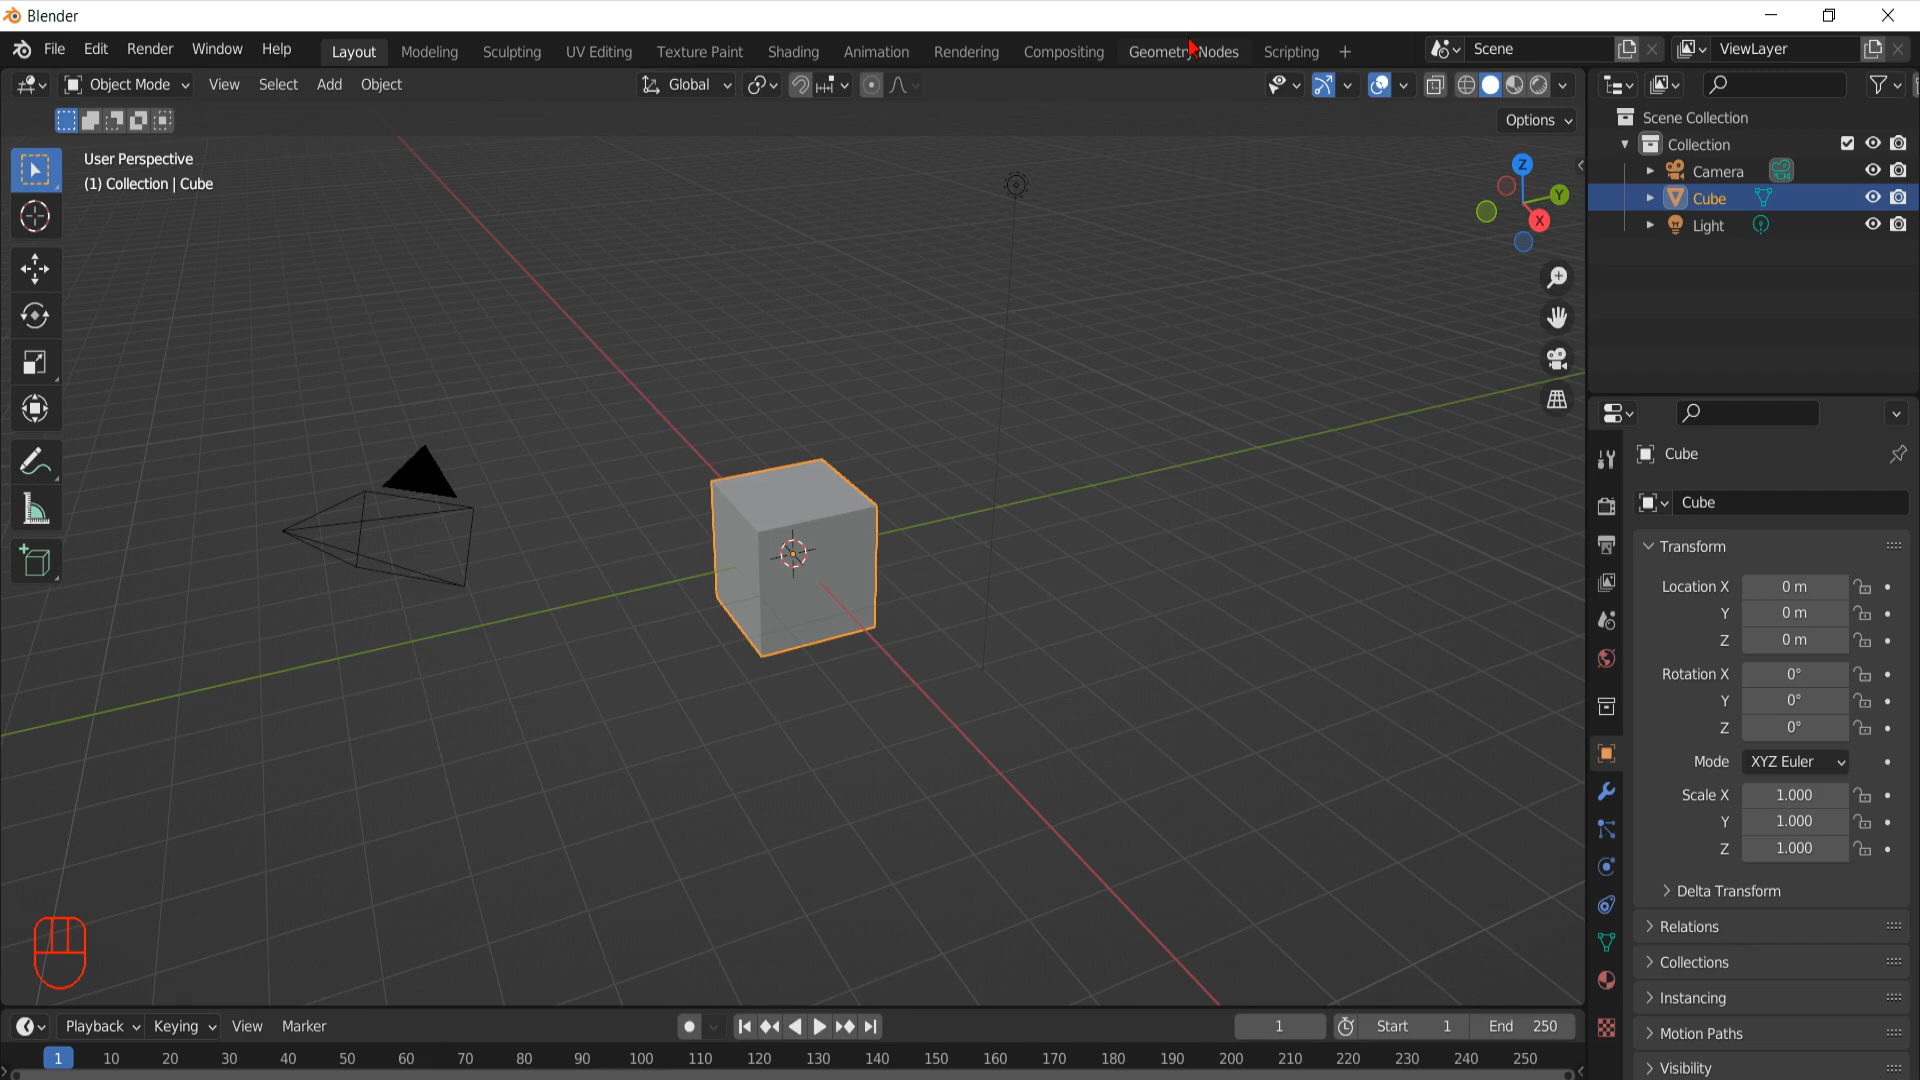 Blender
File Edit Render Window Help Layout Modeling Sculpting UV Editing Texture Paint Shading Animation Rendering Compositing Geometry Nodes Scripting + Scene ViewLayer
Object Mode View Select Add Object Global
Options
User Perspective
(1) Collection | Cube
Z
Y
X
Scene Collection
Collection
Camera
Cube
Light
Cube
Cube
Transform
Location X 0 m
Y 0 m
Z 0 m
Rotation X 0°
Y 0°
Z 0°
Mode XYZ Euler
Scale X 1.000
Y 1.000
Z 1.000
Delta Transform
Relations
Collections
Instancing
Motion Paths
Visibility
Playback Keying View Marker 1 Start 1 End 250
1 10 20 30 40 50 60 70 80 90 100 110 120 130 140 150 160 170 180 190 200 210 220 230 240 250